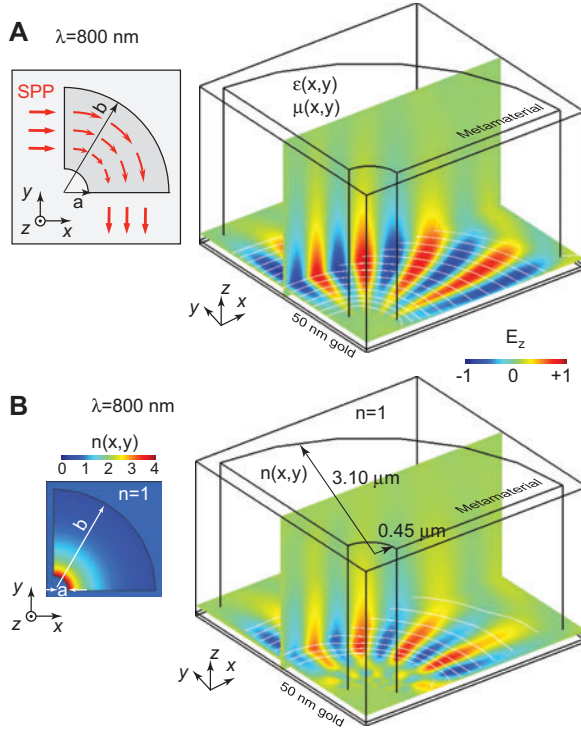 A
λ=800 nm
SPP
b
a
y
z
x
ε(x,y)
μ(x,y)
Metamaterial
z
y
x
50 nm gold
E_z
-1 0 +1
B
λ=800 nm
n(x,y)
0 1 2 3 4
n=1
b
a
y
z
x
n=1
n(x,y)
3.10 μm
0.45 μm
Metamaterial
z
y
x
50 nm gold